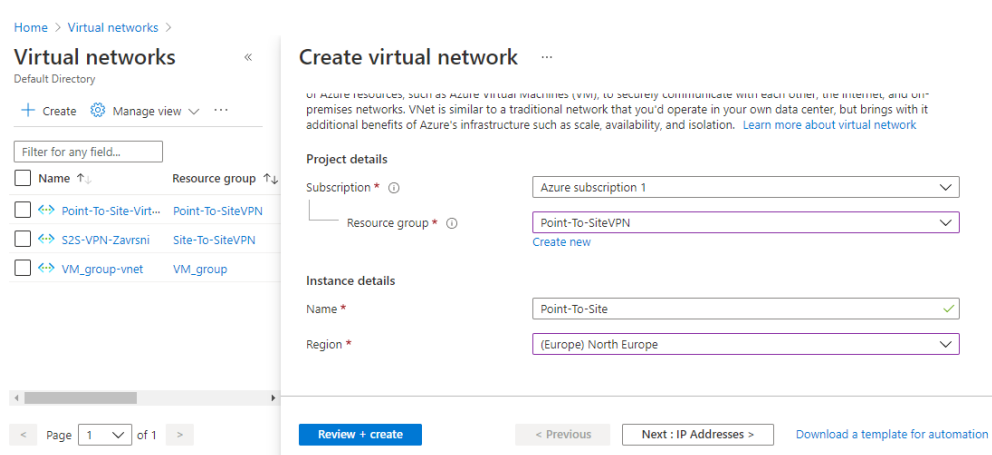 Home > Virtual networks >
Virtual networks «
Default Directory
+ Create Manage view ...
Filter for any field...
Name ↑↓ Resource group ↑↓
Point-To-Site-Virt... Point-To-SiteVPN
S2S-VPN-Zavrsni Site-To-SiteVPN
VM_group-vnet VM_group
< Page 1 of 1 >
Create virtual network ...
of Azure resources, such as Azure Virtual Machines (VM), to securely communicate with each other, the internet, and on-
premises networks. VNet is similar to a traditional network that you'd operate in your own data center, but brings with it
additional benefits of Azure's infrastructure such as scale, availability, and isolation. Learn more about virtual network
Project details
Subscription * Azure subscription 1
Resource group * Point-To-SiteVPN
Create new
Instance details
Name * Point-To-Site
Region * (Europe) North Europe
Review + create < Previous Next : IP Addresses > Download a template for automation